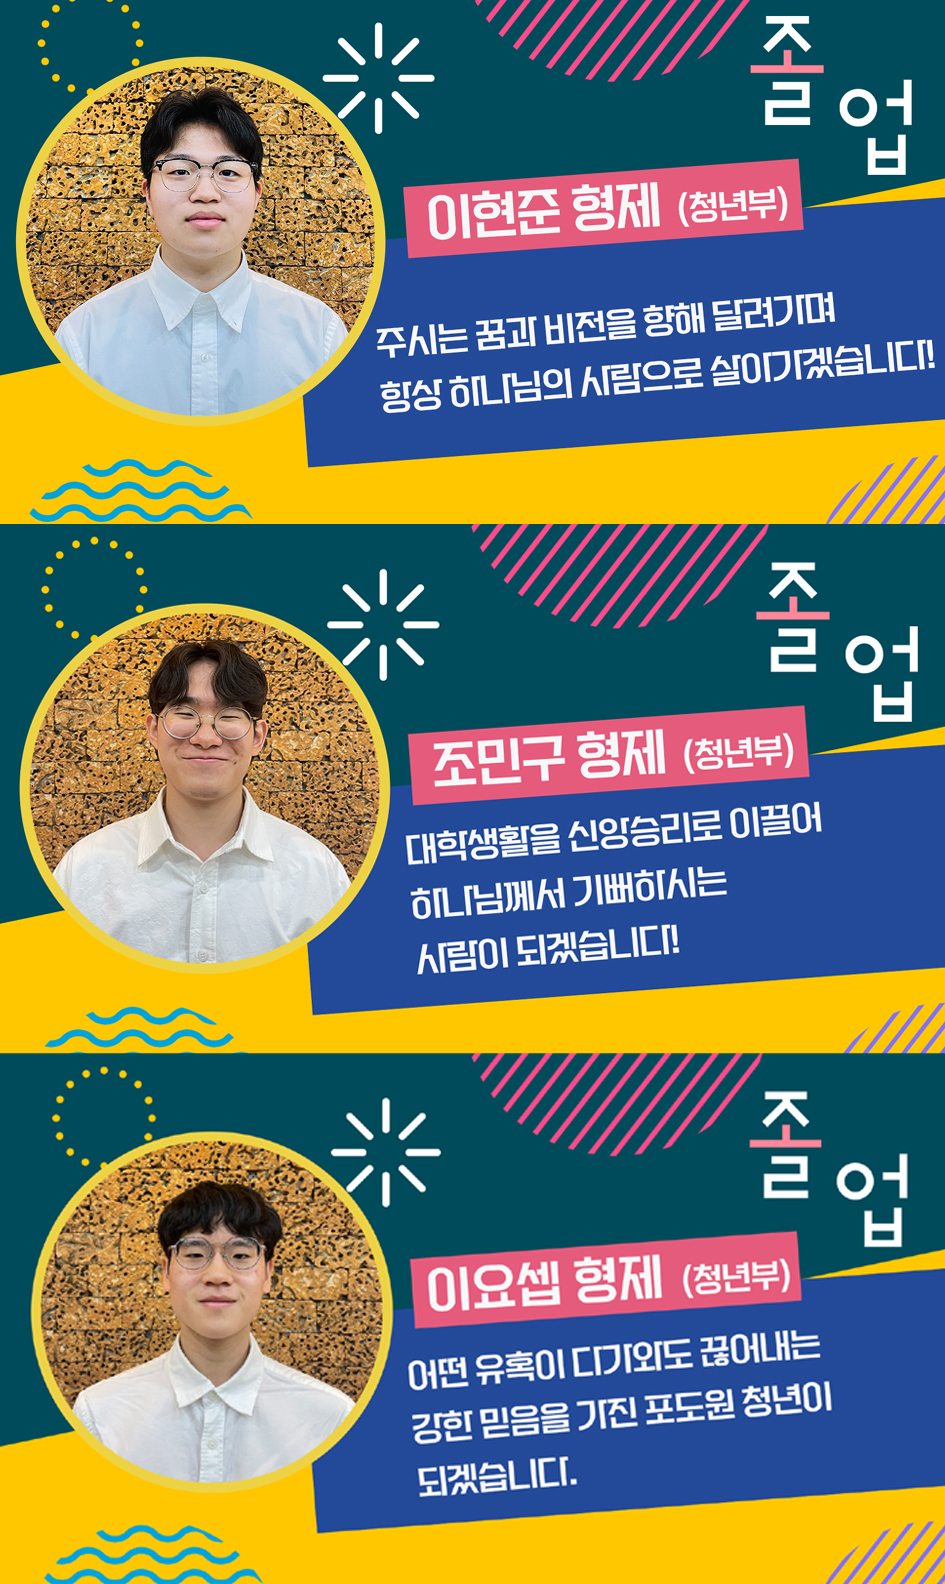 졸업
이현준 형제 (청년부)
주시는 꿈과 비전을 향해 달려가며
항상 하나님의 사람으로 살아가겠습니다!
졸업
조민구 형제 (청년부)
대학생활을 신앙승리로 이끌어
하나님께서 기뻐하시는
사람이 되겠습니다!
졸업
이요셉 형제 (청년부)
어떤 유혹이 다가와도 끊어내는
강한 믿음을 가진 포도원 청년이
되겠습니다.